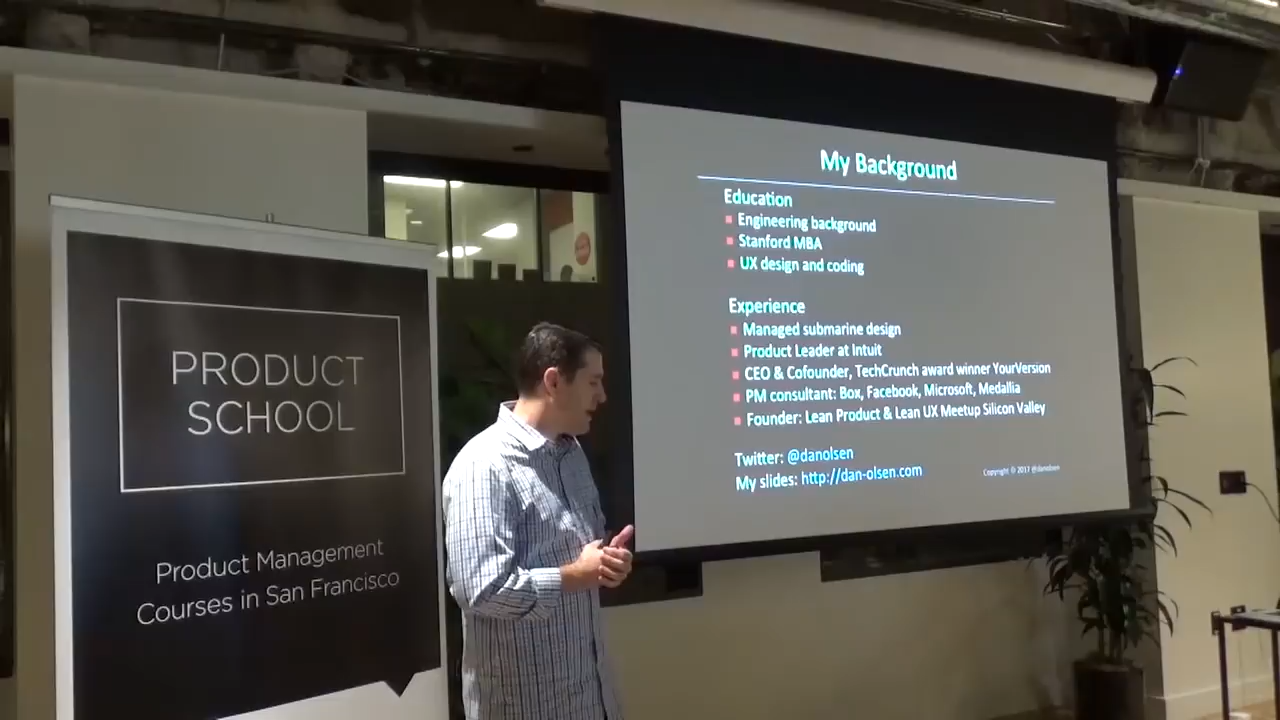 PRODUCT
SCHOOL
Product Management
Courses in San Francisco
My Background
Education
Engineering background
Stanford MBA
UX design and coding
Experience
Managed submarine design
Product Leader at Intuit
CEO & Cofounder, TechCrunch award winner YourVersion
PM consultant: Box, Facebook, Microsoft, Medallia
Founder: Lean Product & Lean UX Meetup Silicon Valley
Twitter: @danolsen
My slides: http://dan-olsen.com
Copyright © 2017 @danolsen